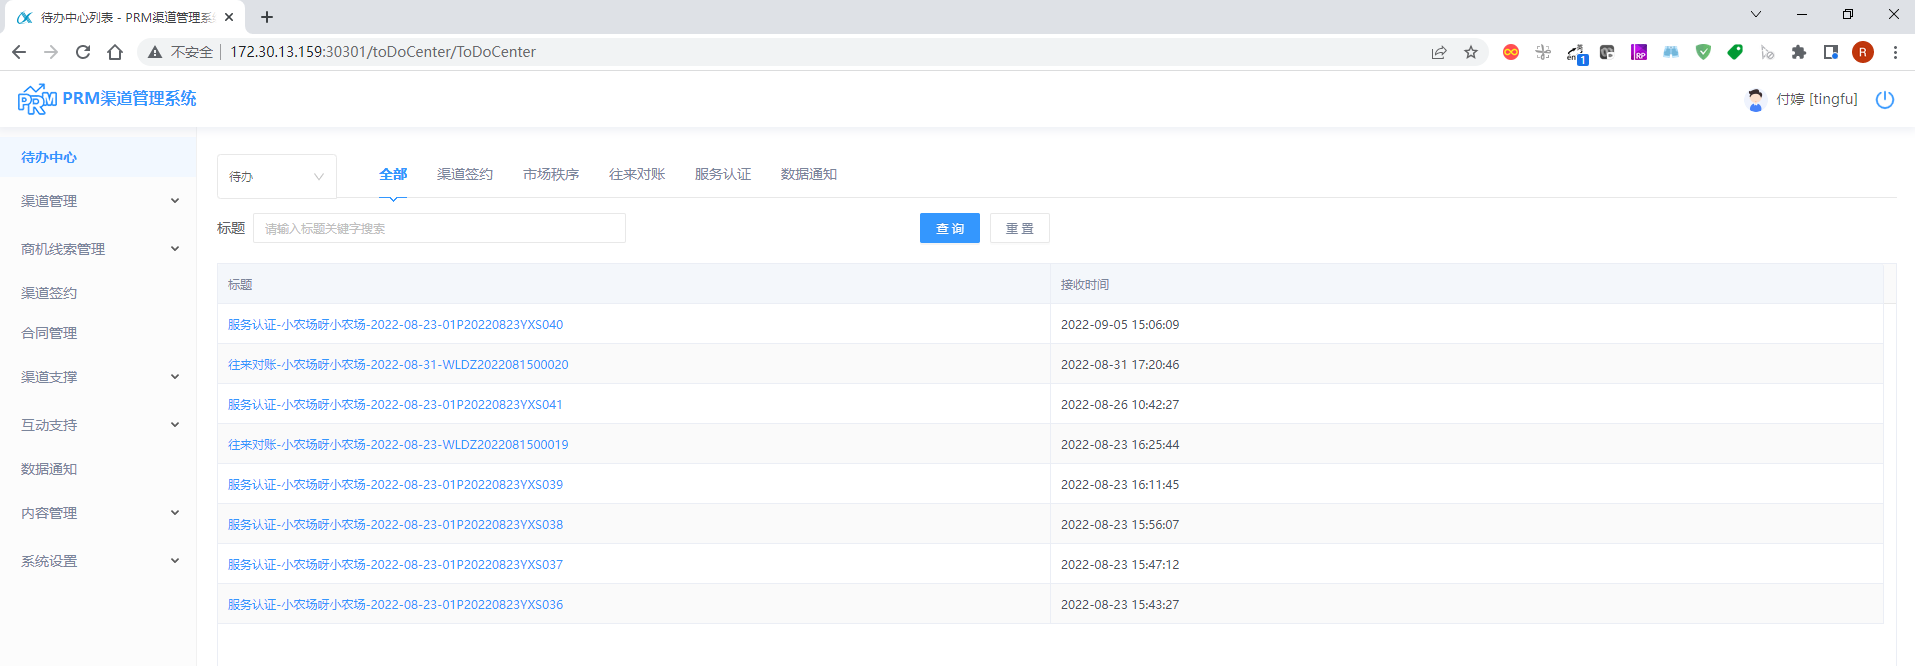 待办中心列表 - PRM渠道管理系
不安全 172.30.13.159:30301/toDoCenter/ToDoCenter
en 英 1 RP R
PRM PRM渠道管理系统 付婷 [tingfu]
待办中心
渠道管理
商机线索管理
渠道签约
合同管理
渠道支撑
互动支持
数据通知
内容管理
系统设置
待办 全部 渠道签约 市场秩序 往来对账 服务认证 数据通知
标题 请输入标题关键字搜索 查 询 重 置
标题 接收时间
服务认证-小农场呀小农场-2022-08-23-01P20220823YXS040 2022-09-05 15:06:09
往来对账-小农场呀小农场-2022-08-31-WLDZ2022081500020 2022-08-31 17:20:46
服务认证-小农场呀小农场-2022-08-23-01P20220823YXS041 2022-08-26 10:42:27
往来对账-小农场呀小农场-2022-08-23-WLDZ2022081500019 2022-08-23 16:25:44
服务认证-小农场呀小农场-2022-08-23-01P20220823YXS039 2022-08-23 16:11:45
服务认证-小农场呀小农场-2022-08-23-01P20220823YXS038 2022-08-23 15:56:07
服务认证-小农场呀小农场-2022-08-23-01P20220823YXS037 2022-08-23 15:47:12
服务认证-小农场呀小农场-2022-08-23-01P20220823YXS036 2022-08-23 15:43:27